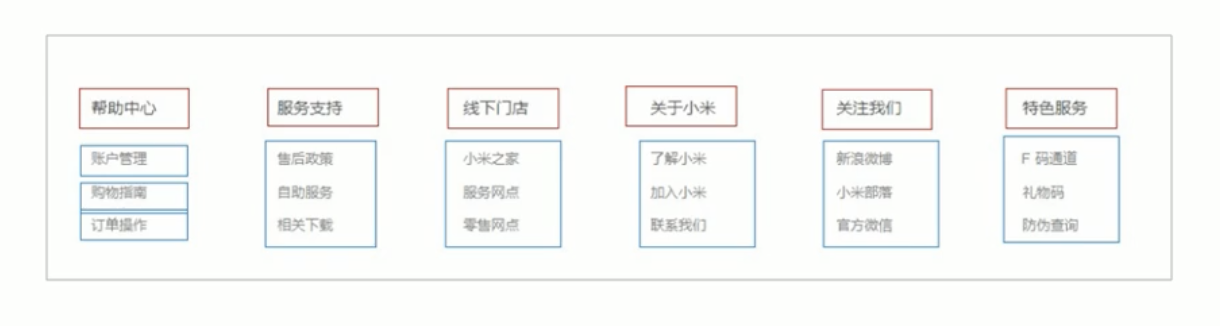 帮助中心 服务支持 线下门店 关于小米 关注我们 特色服务
账户管理 售后政策 小米之家 了解小米 新浪微博 F 码通道
购物指南 自助服务 服务网点 加入小米 小米部落 礼物码
订单操作 相关下载 零售网点 联系我们 官方微信 防伪查询